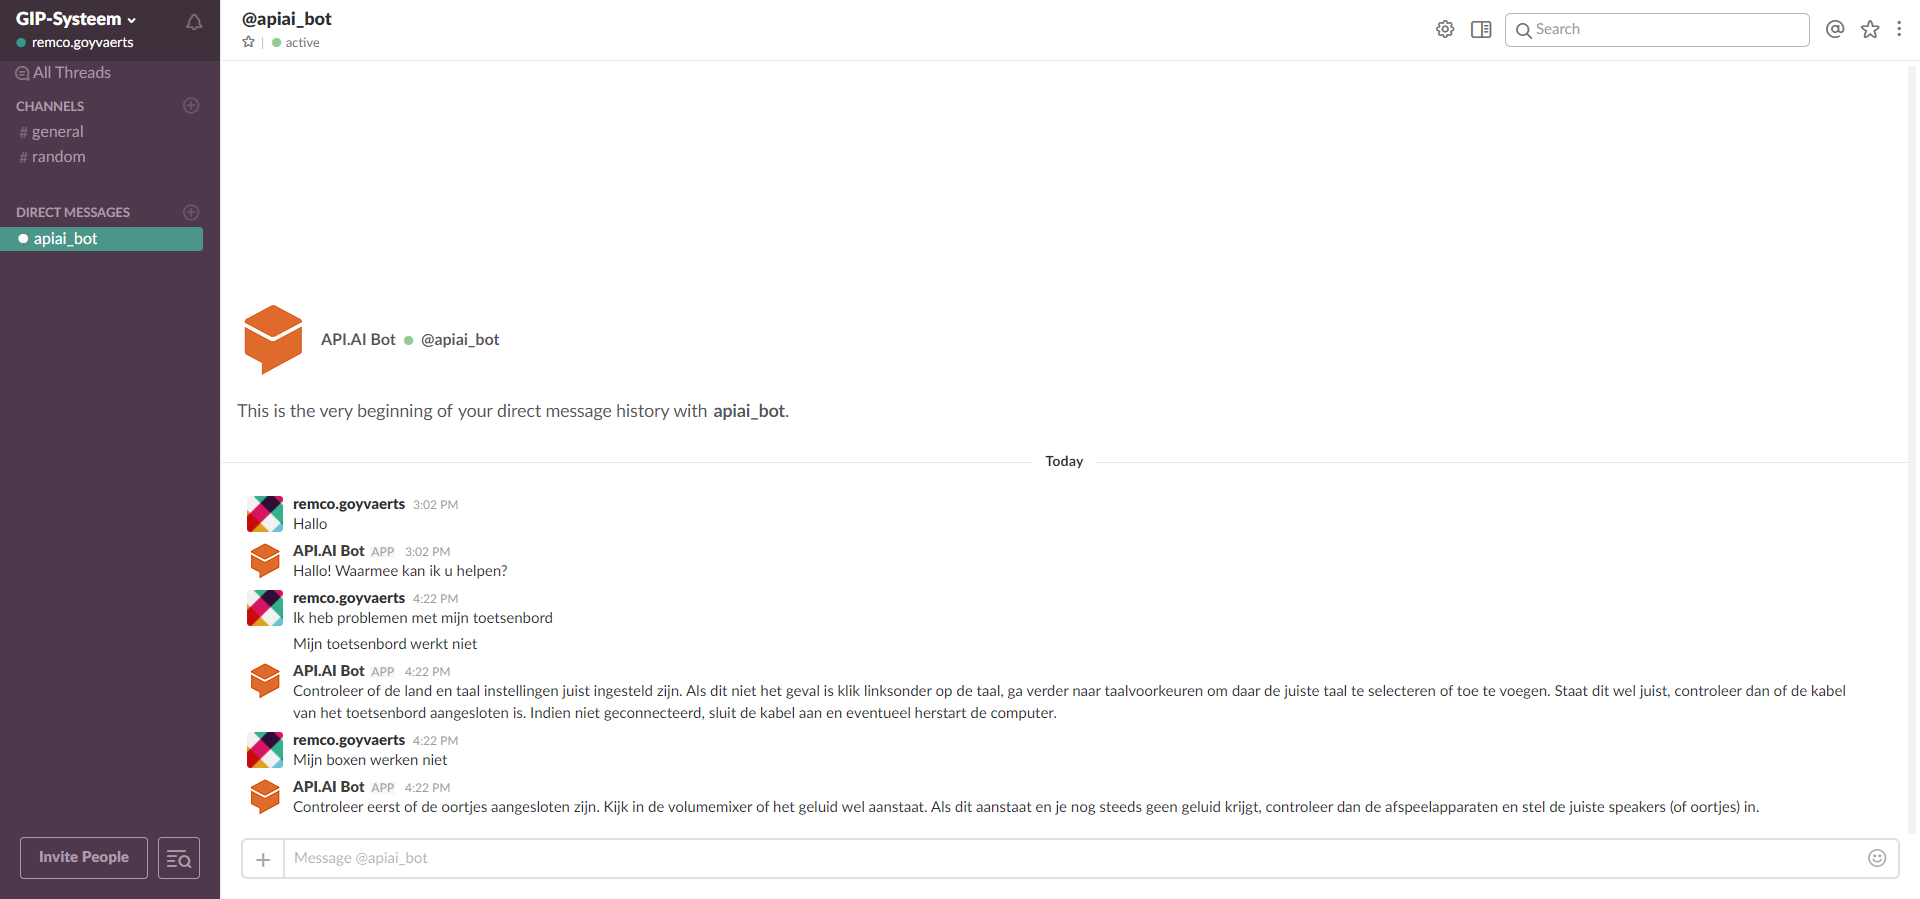 GIP-Systeem
remco.goyvaerts
All Threads
CHANNELS
# general
# random
DIRECT MESSAGES
apiai_bot
Invite People
@apiai_bot
active
Search
API.AI Bot @apiai_bot
This is the very beginning of your direct message history with apiai_bot.
Today
remco.goyvaerts 3:02 PM
Hallo
API.AI Bot APP 3:02 PM
Hallo! Waarmee kan ik u helpen?
remco.goyvaerts 4:22 PM
Ik heb problemen met mijn toetsenbord
Mijn toetsenbord werkt niet
API.AI Bot APP 4:22 PM
Controleer of de land en taal instellingen juist ingesteld zijn. Als dit niet het geval is klik linksonder op de taal, ga verder naar taalvoorkeuren om daar de juiste taal te selecteren of toe te voegen. Staat dit wel juist, controleer dan of de kabel
van het toetsenbord aangesloten is. Indien niet geconnecteerd, sluit de kabel aan en eventueel herstart de computer.
remco.goyvaerts 4:22 PM
Mijn boxen werken niet
API.AI Bot APP 4:22 PM
Controleer eerst of de oortjes aangesloten zijn. Kijk in de volumemixer of het geluid wel aanstaat. Als dit aanstaat en je nog steeds geen geluid krijgt, controleer dan de afspeelapparaten en stel de juiste speakers (of oortjes) in.
Message @apiai_bot